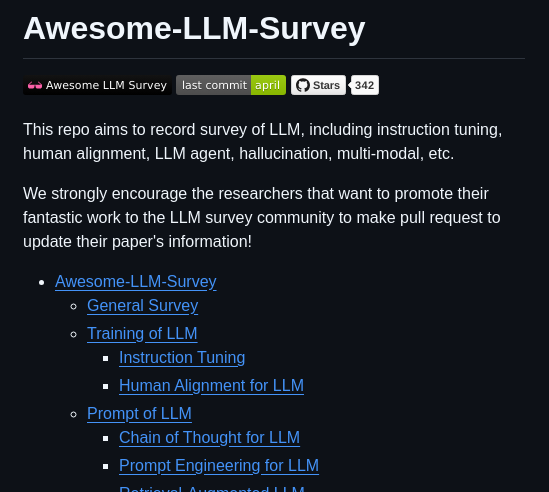 Awesome-LLM-Survey
Awesome LLM Survey last commit april Stars 342
This repo aims to record survey of LLM, including instruction tuning,
human alignment, LLM agent, hallucination, multi-modal, etc.
We strongly encourage the researchers that want to promote their
fantastic work to the LLM survey community to make pull request to
update their paper's information!
Awesome-LLM-Survey
General Survey
Training of LLM
Instruction Tuning
Human Alignment for LLM
Prompt of LLM
Chain of Thought for LLM
Prompt Engineering for LLM
Retrieval-Augmented LLM